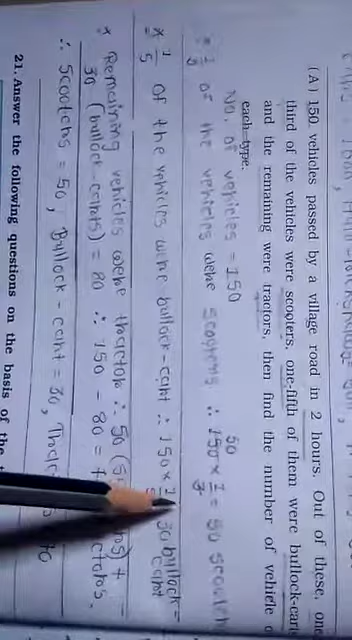 (A) 150 vehicles passed by a village road in 2 hours. Out of these, one
third of the vehicles were scooters, one-fifth of them were bullock-cart
and the remaining were tractors, then find the number of vehicle o
each type.
No. of vehicles = 150
* 1/3 of the vehicles were scooters ∴ 150 × 1/3 = 50 scooters
* 1/5 of the vehicles were bullock-cart ∴ 150 × 1/5 30 bullock-cart
* Remaining vehicles were tractor ∴ 50 +
30 (bullock-carts) = 80 ∴ 150 - 80 =
∴ Scooters = 50, Bullock-cart = 30,
21. Answer the following questions on the basis of the